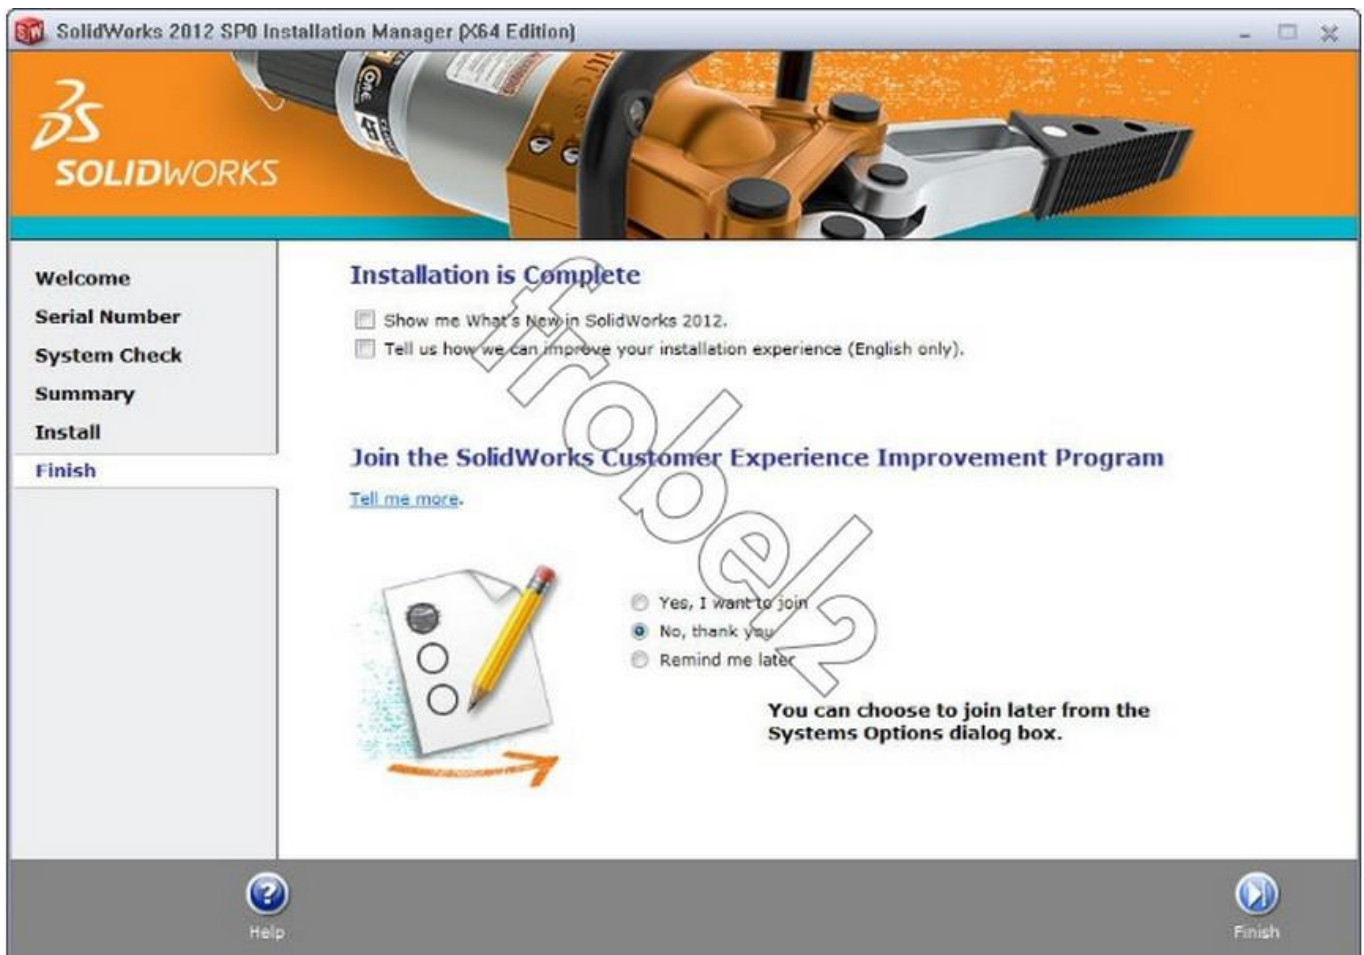 SolidWorks 2012 SP0 Installation Manager (X64 Edition)
SOLIDWORKS
Welcome
Serial Number
System Check
Summary
Install
Finish
Installation is Complete
Show me What's New in SolidWorks 2012.
Tell us how we can improve your installation experience (English only).
Join the SolidWorks Customer Experience Improvement Program
Tell me more.
Yes, I want to join
No, thank you
Remind me later
You can choose to join later from the
Systems Options dialog box.
frobel2
Help
Finish